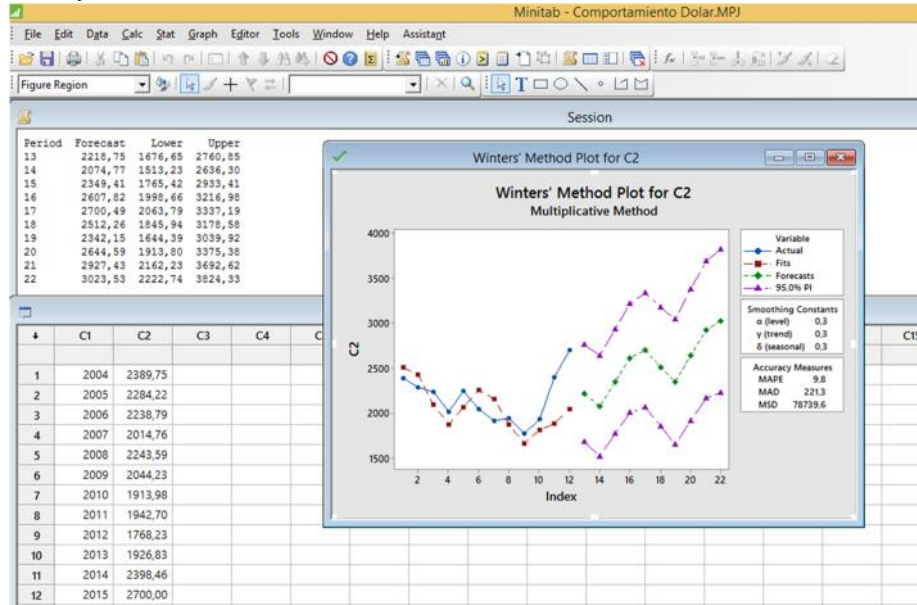 Minitab - Comportamiento Dolar.MPJ
File Edit Data Calc Stat Graph Editor Tools Window Help Assistant
Figure Region
Session
Period Forecast Lower Upper
13 2218,75 1676,65 2760,85
14 2074,77 1513,23 2636,30
15 2349,41 1765,42 2933,41
16 2607,82 1998,66 3216,98
17 2700,49 2063,79 3337,19
18 2512,26 1845,94 3178,58
19 2342,15 1644,39 3039,92
20 2644,59 1913,80 3375,38
21 2927,43 2162,23 3692,62
22 3023,53 2222,74 3824,33
Winters' Method Plot for C2
Winters' Method Plot for C2
Multiplicative Method
4000
3500
3000
2500
2000
1500
C2
2 4 6 8 10 12 14 16 18 20 22
Index
Variable
Actual
Fits
Forecasts
95,0% PI
Smoothing Constants
α (level) 0,3
γ (trend) 0,3
δ (seasonal) 0,3
Accuracy Measures
MAPE 9,8
MAD 221,3
MSD 78739,6
C1 C2 C3 C4 C15
1 2004 2389,75
2 2005 2284,22
3 2006 2238,79
4 2007 2014,76
5 2008 2243,59
6 2009 2044,23
7 2010 1913,98
8 2011 1942,70
9 2012 1768,23
10 2013 1926,83
11 2014 2398,46
12 2015 2700,00